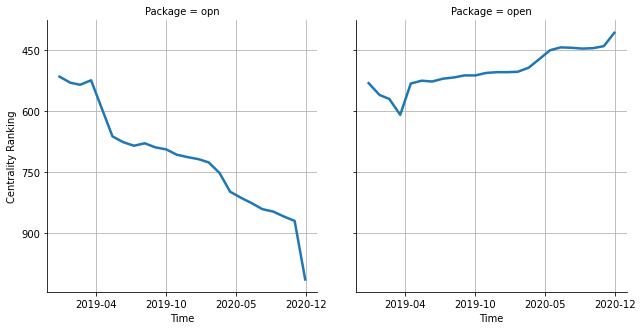 Package = opn
Package = open
Centrality Ranking
450
600
750
900
2019-04
2019-10
2020-05
2020-12
2019-04
2019-10
2020-05
2020-12
Time
Time